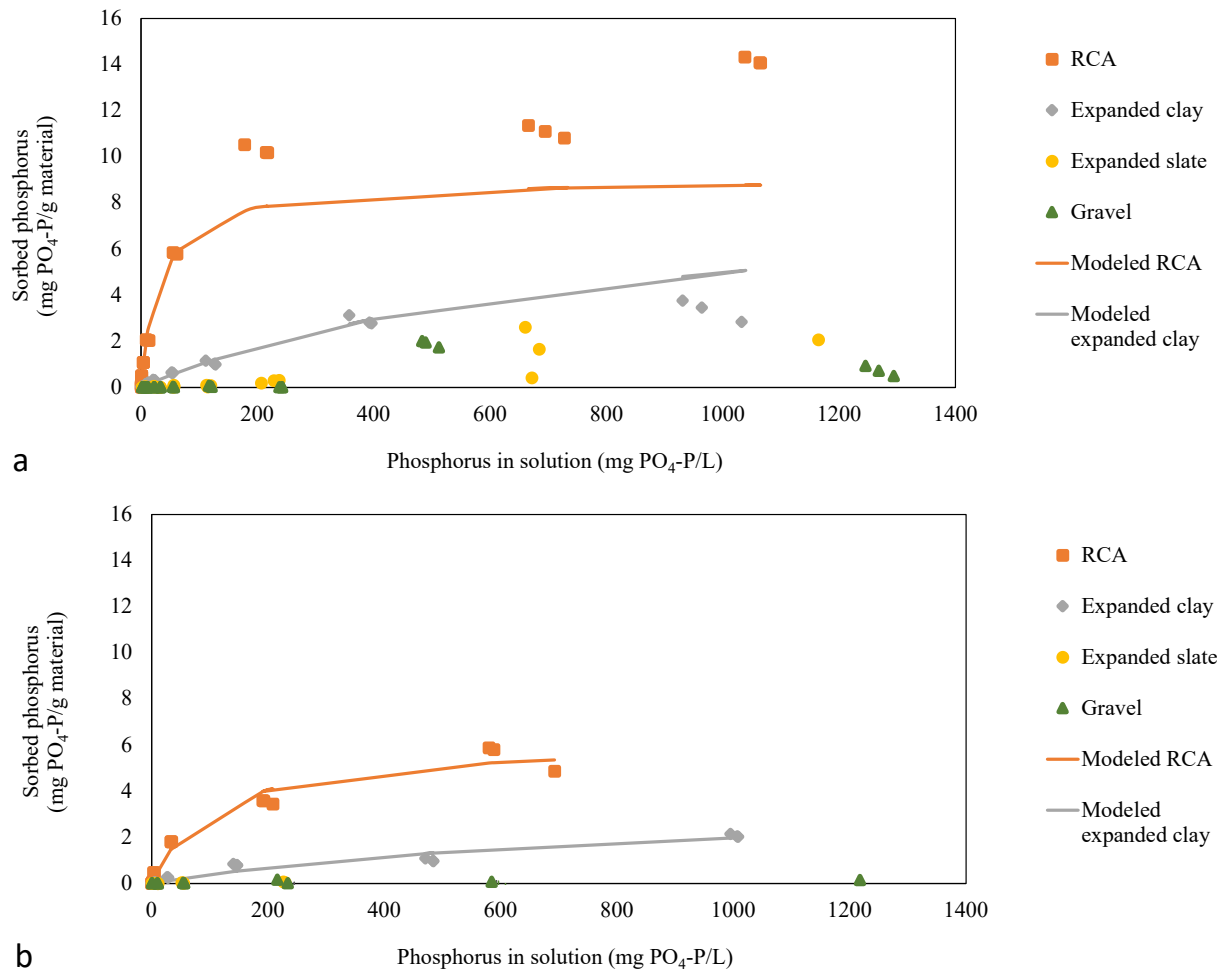 16
14
12
10
8
6
4
2
0
Sorbed phosphorus
(mg PO₄-P/g material)
0 200 400 600 800 1000 1200 1400
Phosphorus in solution (mg PO₄-P/L)
RCA
Expanded clay
Expanded slate
Gravel
Modeled RCA
Modeled
expanded clay
a
16
14
12
10
8
6
4
2
0
Sorbed phosphorus
(mg PO₄-P/g material)
0 200 400 600 800 1000 1200 1400
Phosphorus in solution (mg PO₄-P/L)
RCA
Expanded clay
Expanded slate
Gravel
Modeled RCA
Modeled
expanded clay
b